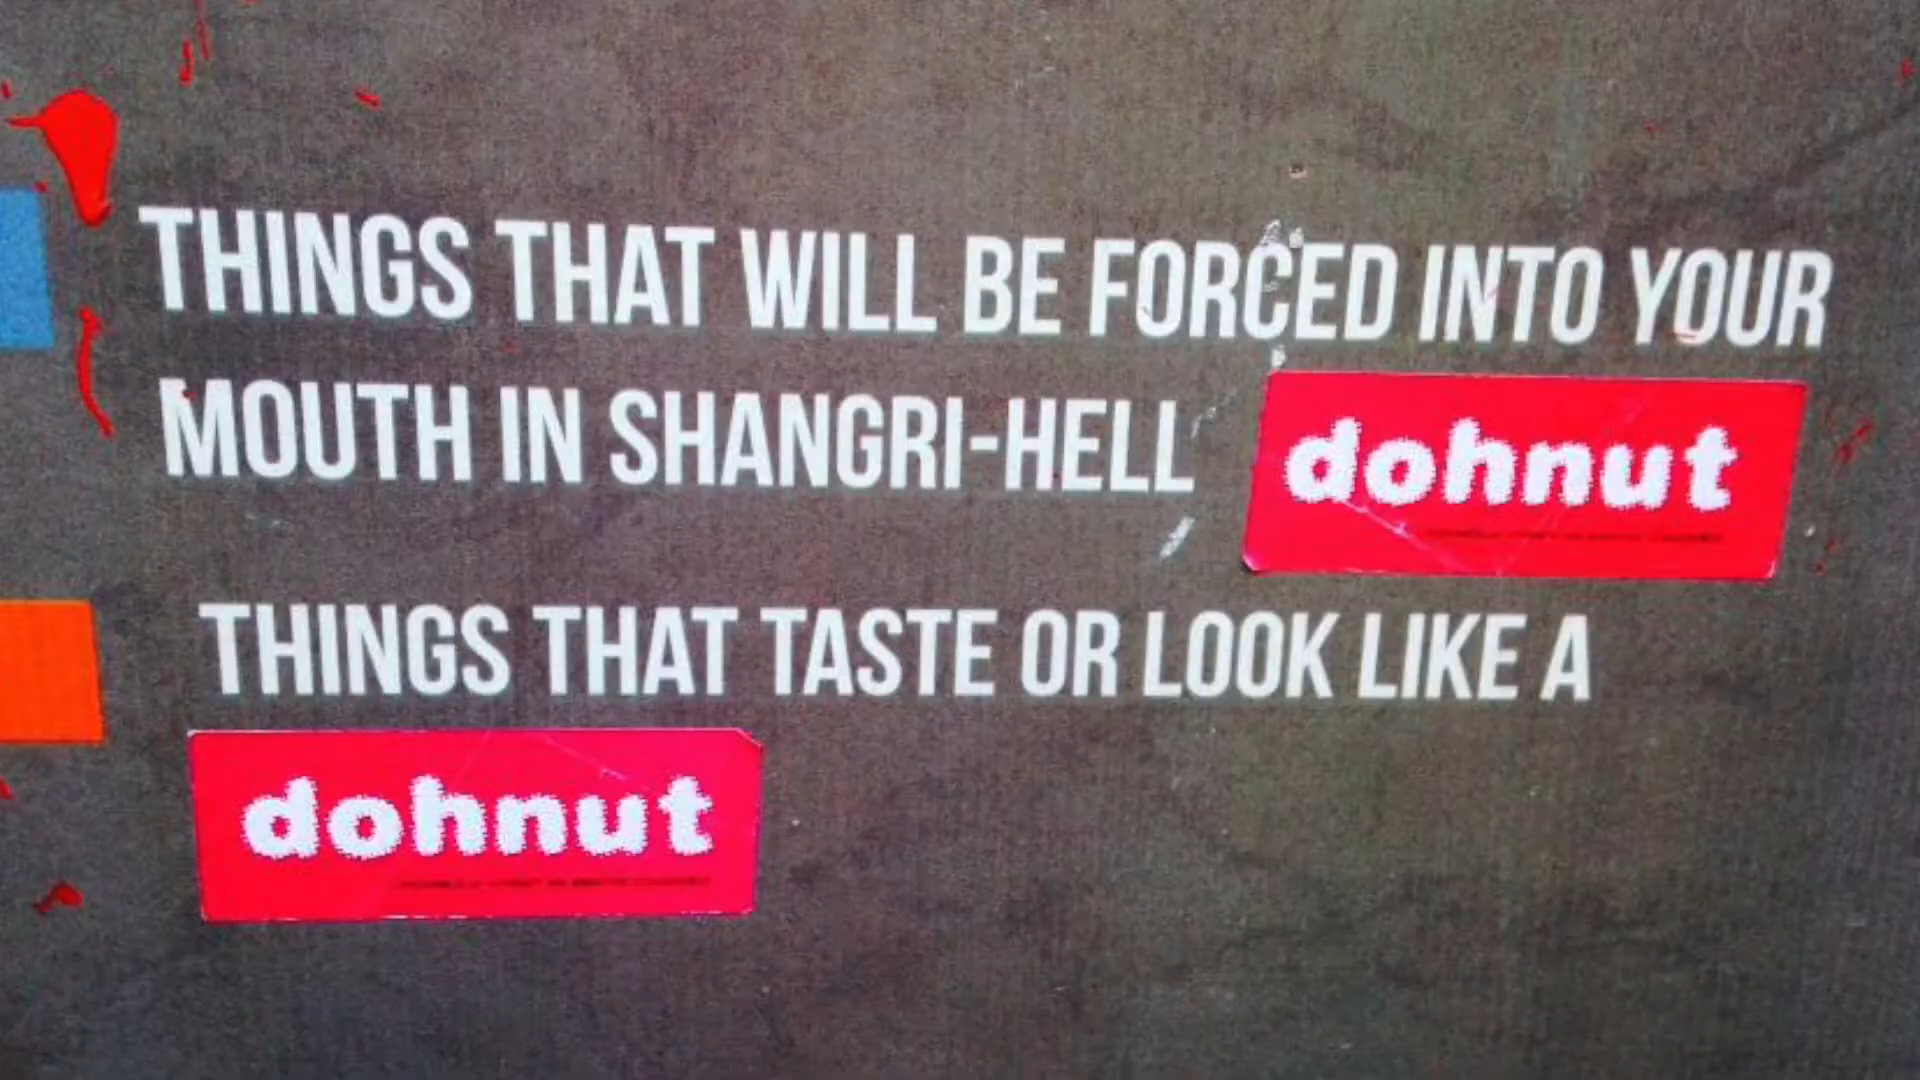 THINGS THAT WILL BE FORCED INTO YOUR
MOUTH IN SHANGRI-HELL dohnut
THINGS THAT TASTE OR LOOK LIKE A
dohnut